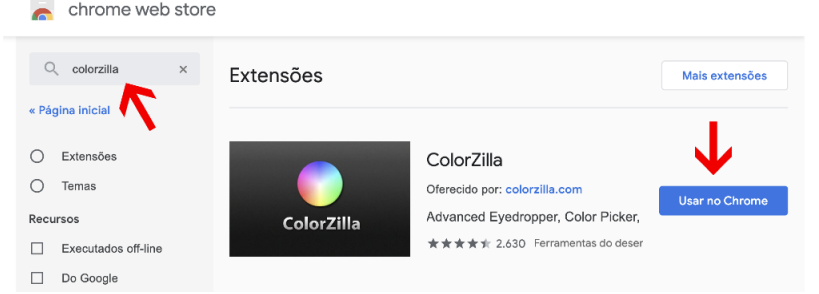 chrome web store
colorzilla ×
« Página inicial
Extensões
Temas
Recursos
Executados off-line
Do Google
Extensões
Mais extensões
ColorZilla
ColorZilla
Oferecido por: colorzilla.com
Advanced Eyedropper, Color Picker,
2.630 Ferramentas do deser
Usar no Chrome